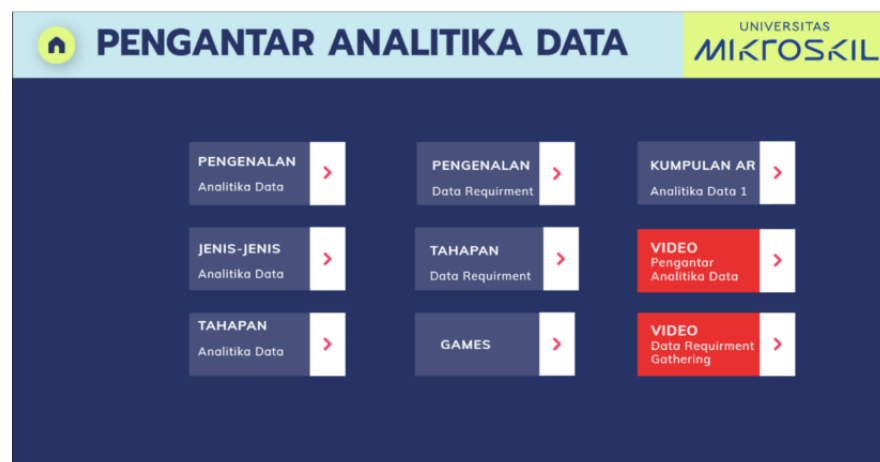 PENGANTAR ANALITIKA DATA
UNIVERSITAS
MIKROSKIL
PENGENALAN
Analitika Data
PENGENALAN
Data Requirment
KUMPULAN AR
Analitika Data 1
JENIS-JENIS
Analitika Data
TAHAPAN
Data Requirment
VIDEO
Pengantar
Analitika Data
TAHAPAN
Analitika Data
GAMES
VIDEO
Data Requirment
Gathering